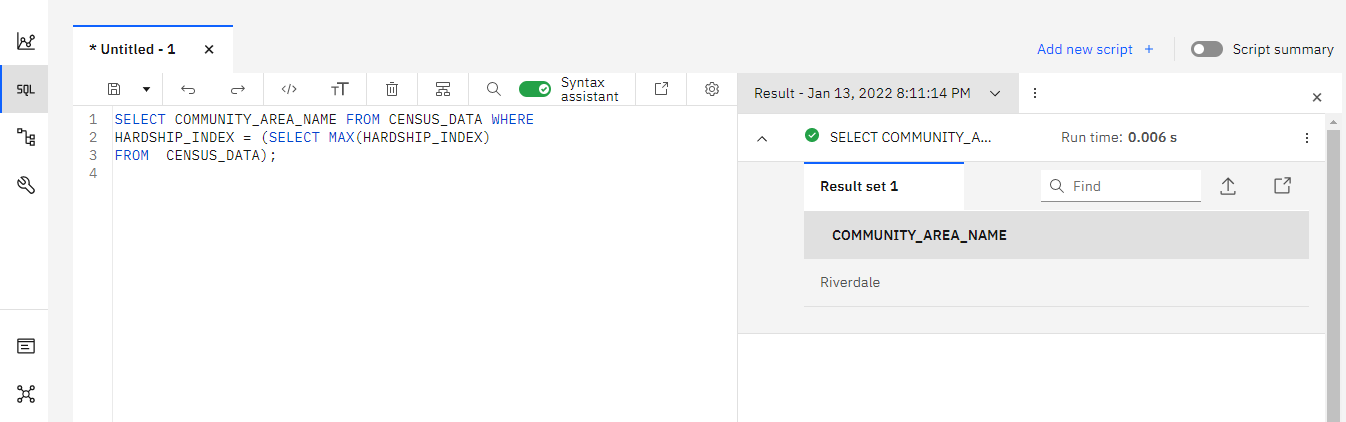 * Untitled - 1
Add new script +
Script summary
SQL
Syntax
assistant
Result - Jan 13, 2022 8:11:14 PM
1 SELECT COMMUNITY_AREA_NAME FROM CENSUS_DATA WHERE
2 HARDSHIP_INDEX = (SELECT MAX(HARDSHIP_INDEX)
3 FROM  CENSUS_DATA);
4
SELECT COMMUNITY_A...
Run time: 0.006 s
Result set 1
Find
COMMUNITY_AREA_NAME
Riverdale